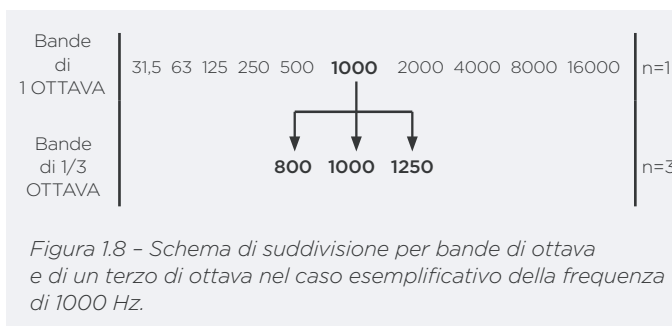 Bande
di
1 OTTAVA
31,5 63 125 250 500 1000 2000 4000 8000 16000 n=1
Bande
di 1/3
OTTAVA
800 1000 1250 n=3
Figura 1.8 – Schema di suddivisione per bande di ottava
e di un terzo di ottava nel caso esemplificativo della frequenza
di 1000 Hz.